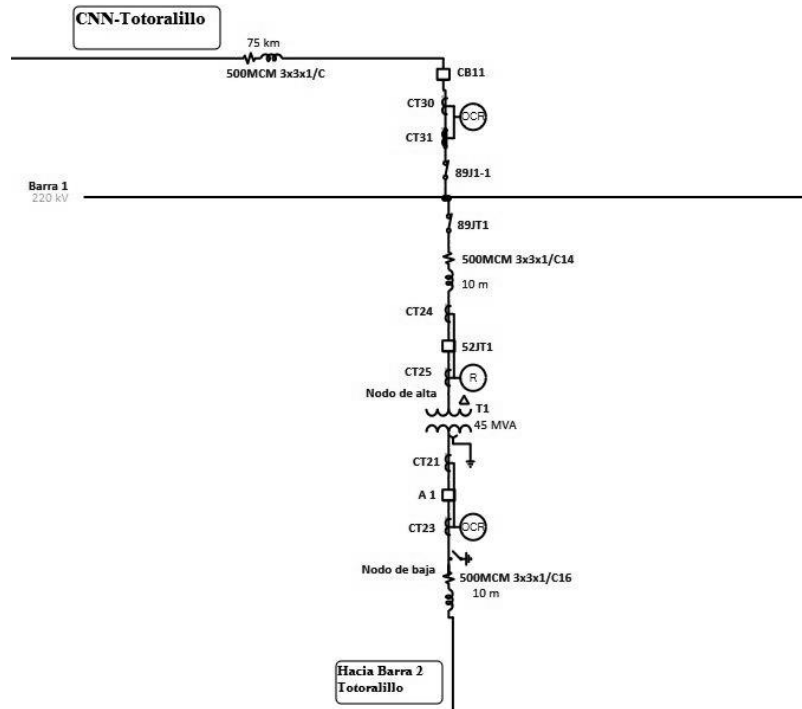 CNN-Totoralillo
75 km
500MCM 3x3x1/C
CB11
CT30
OCR
CT31
89J1-1
Barra 1
220 kV
89JT1
500MCM 3x3x1/C14
10 m
CT24
52JT1
CT25
R
Nodo de alta
T1
45 MVA
CT21
A 1
CT23
OCR
Nodo de baja
500MCM 3x3x1/C16
10 m
Hacia Barra 2
Totoralillo